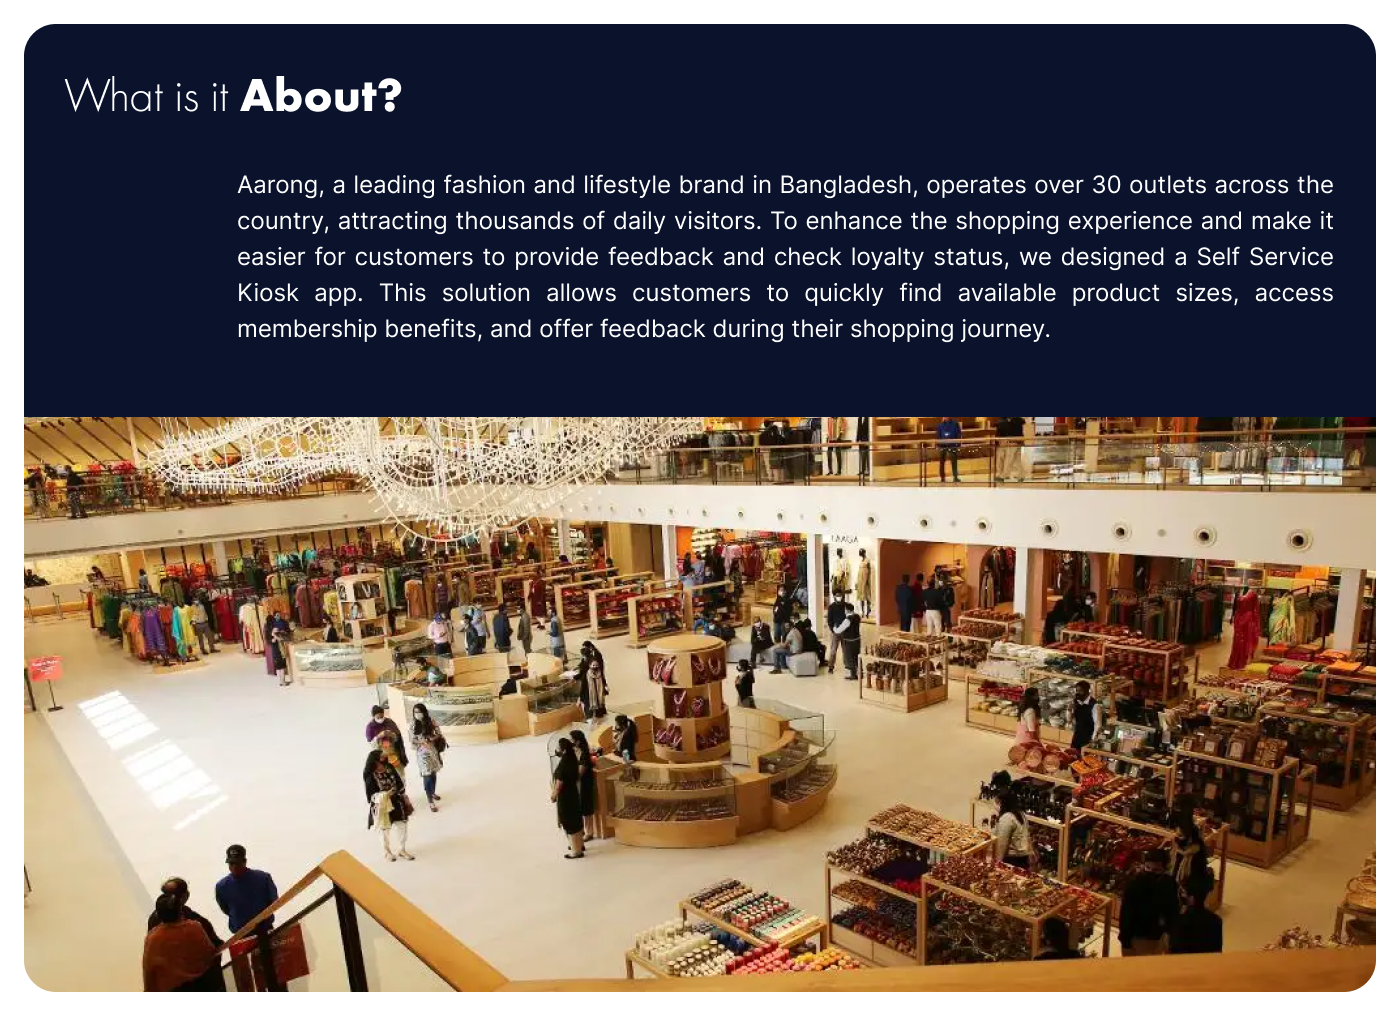 What is it About?
Aarong, a leading fashion and lifestyle brand in Bangladesh, operates over 30 outlets across the
country, attracting thousands of daily visitors. To enhance the shopping experience and make it
easier for customers to provide feedback and check loyalty status, we designed a Self Service
Kiosk app. This solution allows customers to quickly find available product sizes, access
membership benefits, and offer feedback during their shopping journey.